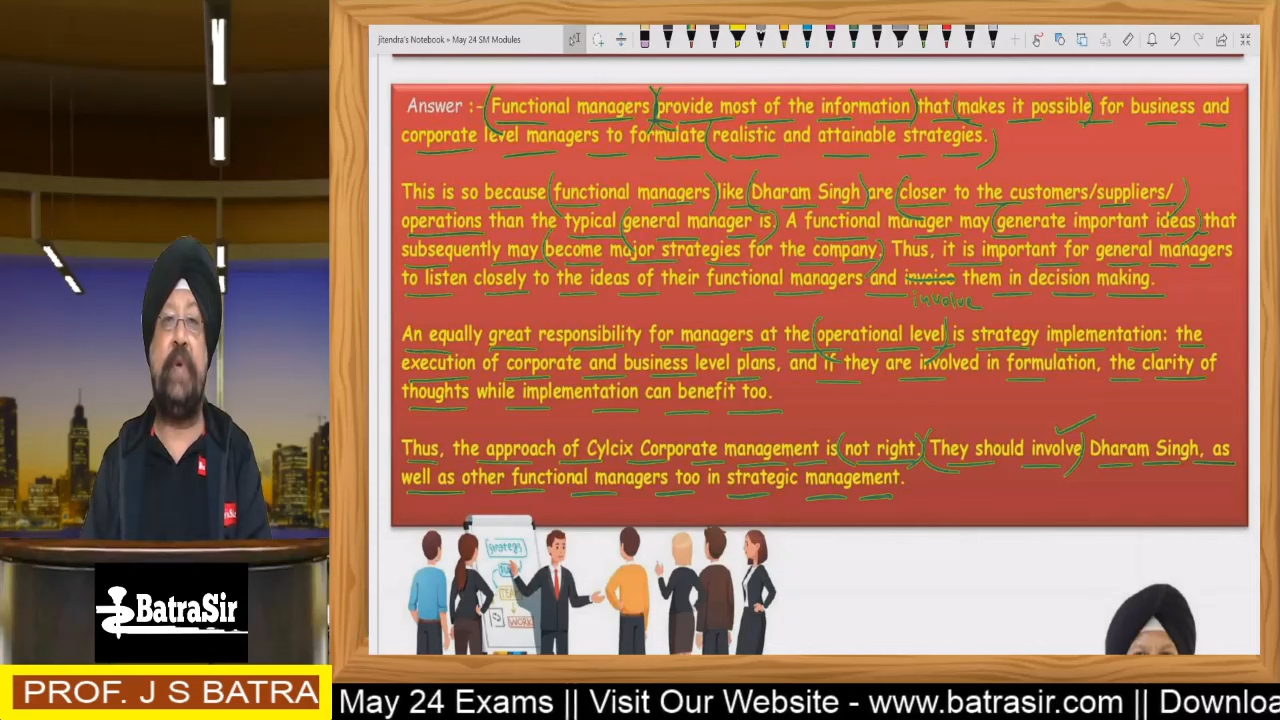 jitendra's Notebook » May 24 SM Modules
Answer :- Functional managers provide most of the information that makes it possible for business and
corporate level managers to formulate realistic and attainable strategies.
This is so because functional managers like Dharam Singh are closer to the customers/suppliers/
operations than the typical general manager is. A functional manager may generate important ideas that
subsequently may become major strategies for the company. Thus, it is important for general managers
to listen closely to the ideas of their functional managers and invoice them in decision making.
involve
An equally great responsibility for managers at the operational level is strategy implementation: the
execution of corporate and business level plans, and if they are involved in formulation, the clarity of
thoughts while implementation can benefit too.
Thus, the approach of Cylcix Corporate management is not right. They should involve Dharam Singh, as
well as other functional managers too in strategic management.
Strategy
WORK
BatraSir
PROF. J S BATRA
May 24 Exams || Visit Our Website - www.batrasir.com || Downloa